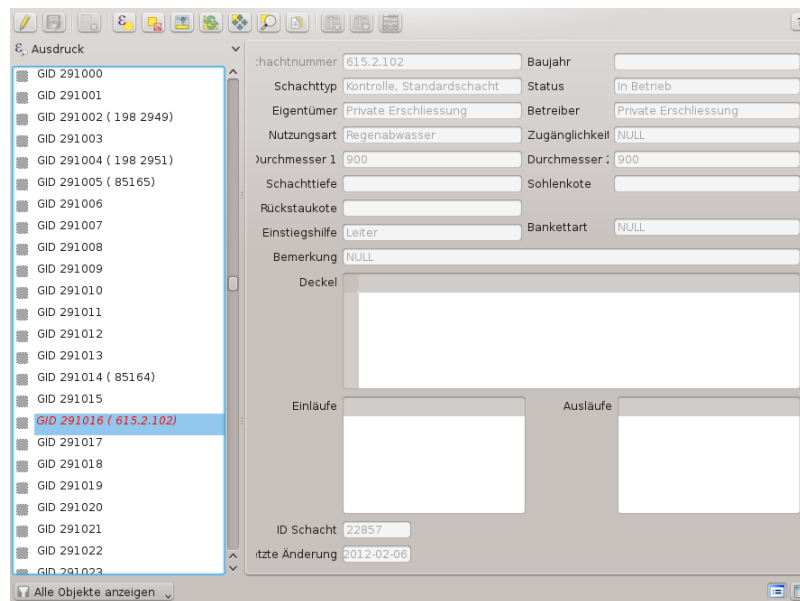 Ausdruck
GID 291000
GID 291001
GID 291002 ( 198 2949)
GID 291003
GID 291004 ( 198 2951)
GID 291005 ( 85165)
GID 291006
GID 291007
GID 291008
GID 291009
GID 291010
GID 291011
GID 291012
GID 291013
GID 291014 ( 85164)
GID 291015
GID 291016 ( 615.2.102)
GID 291017
GID 291018
GID 291019
GID 291020
GID 291021
GID 291022
GID 291023
Alle Objekte anzeigen
chachtnummer 615.2.102 Baujahr
Schachttyp Kontrolle, Standardschacht Status In Betrieb
Eigentümer Private Erschliessung Betreiber Private Erschliessung
Nutzungsart Regenabwasser Zugänglichkeit NULL
Durchmesser 1 900 Durchmesser 2 900
Schachttiefe Sohlenkote
Rückstaukote
Einstiegshilfe Leiter Bankettart NULL
Bemerkung NULL
Deckel
Einläufe Ausläufe
ID Schacht 22857
etzte Änderung 2012-02-06